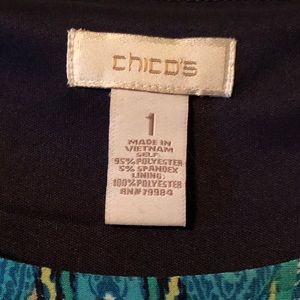 chico's
1
MADE IN
VIETNAM
SELF:
95% POLYESTER
5% SPANDEX
LINING:
100% POLYESTER
RN# 79984